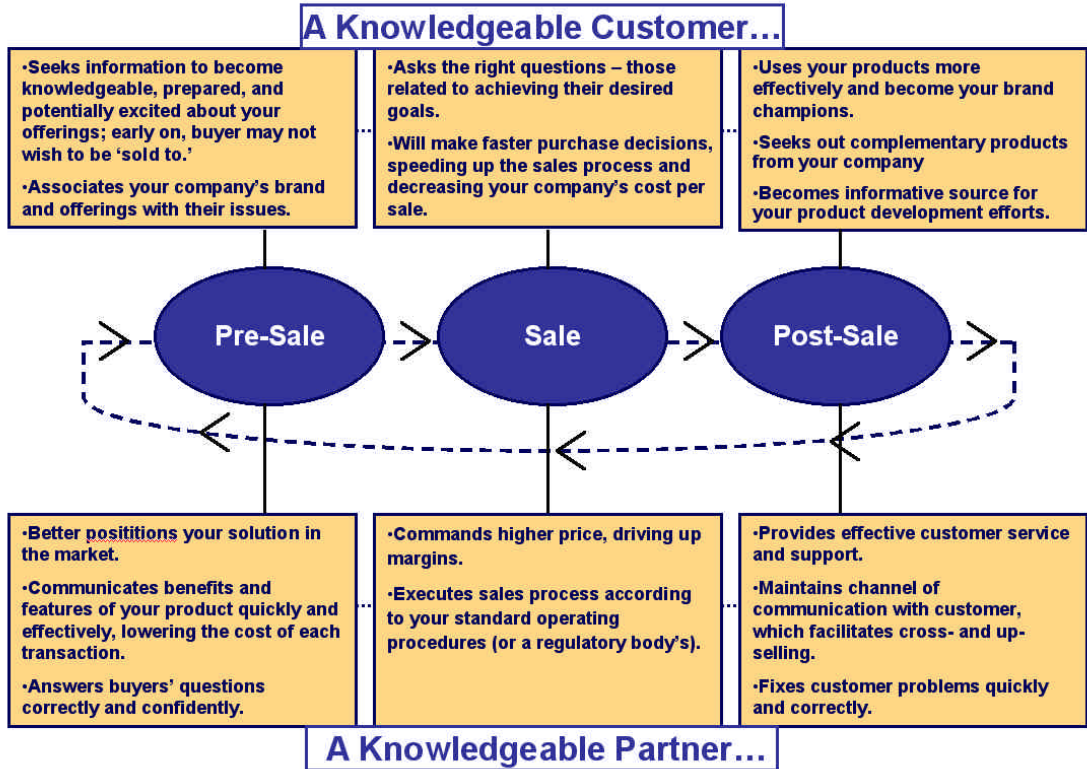 A Knowledgeable Customer…
•Seeks information to become
knowledgeable, prepared, and
potentially excited about your
offerings; early on, buyer may not
wish to be ‘sold to.’
•Associates your company’s brand
and offerings with their issues.
•Asks the right questions – those
related to achieving their desired
goals.
•Will make faster purchase decisions,
speeding up the sales process and
decreasing your company’s cost per
sale.
•Uses your products more
effectively and become your brand
champions.
•Seeks out complementary products
from your company
•Becomes informative source for
your product development efforts.
Pre-Sale
Sale
Post-Sale
•Better posititions your solution in
the market.
•Communicates benefits and
features of your product quickly and
effectively, lowering the cost of each
transaction.
•Answers buyers’ questions
correctly and confidently.
•Commands higher price, driving up
margins.
•Executes sales process according
to your standard operating
procedures (or a regulatory body’s).
•Provides effective customer service
and support.
•Maintains channel of
communication with customer,
which facilitates cross- and up-
selling.
•Fixes customer problems quickly
and correctly.
A Knowledgeable Partner…